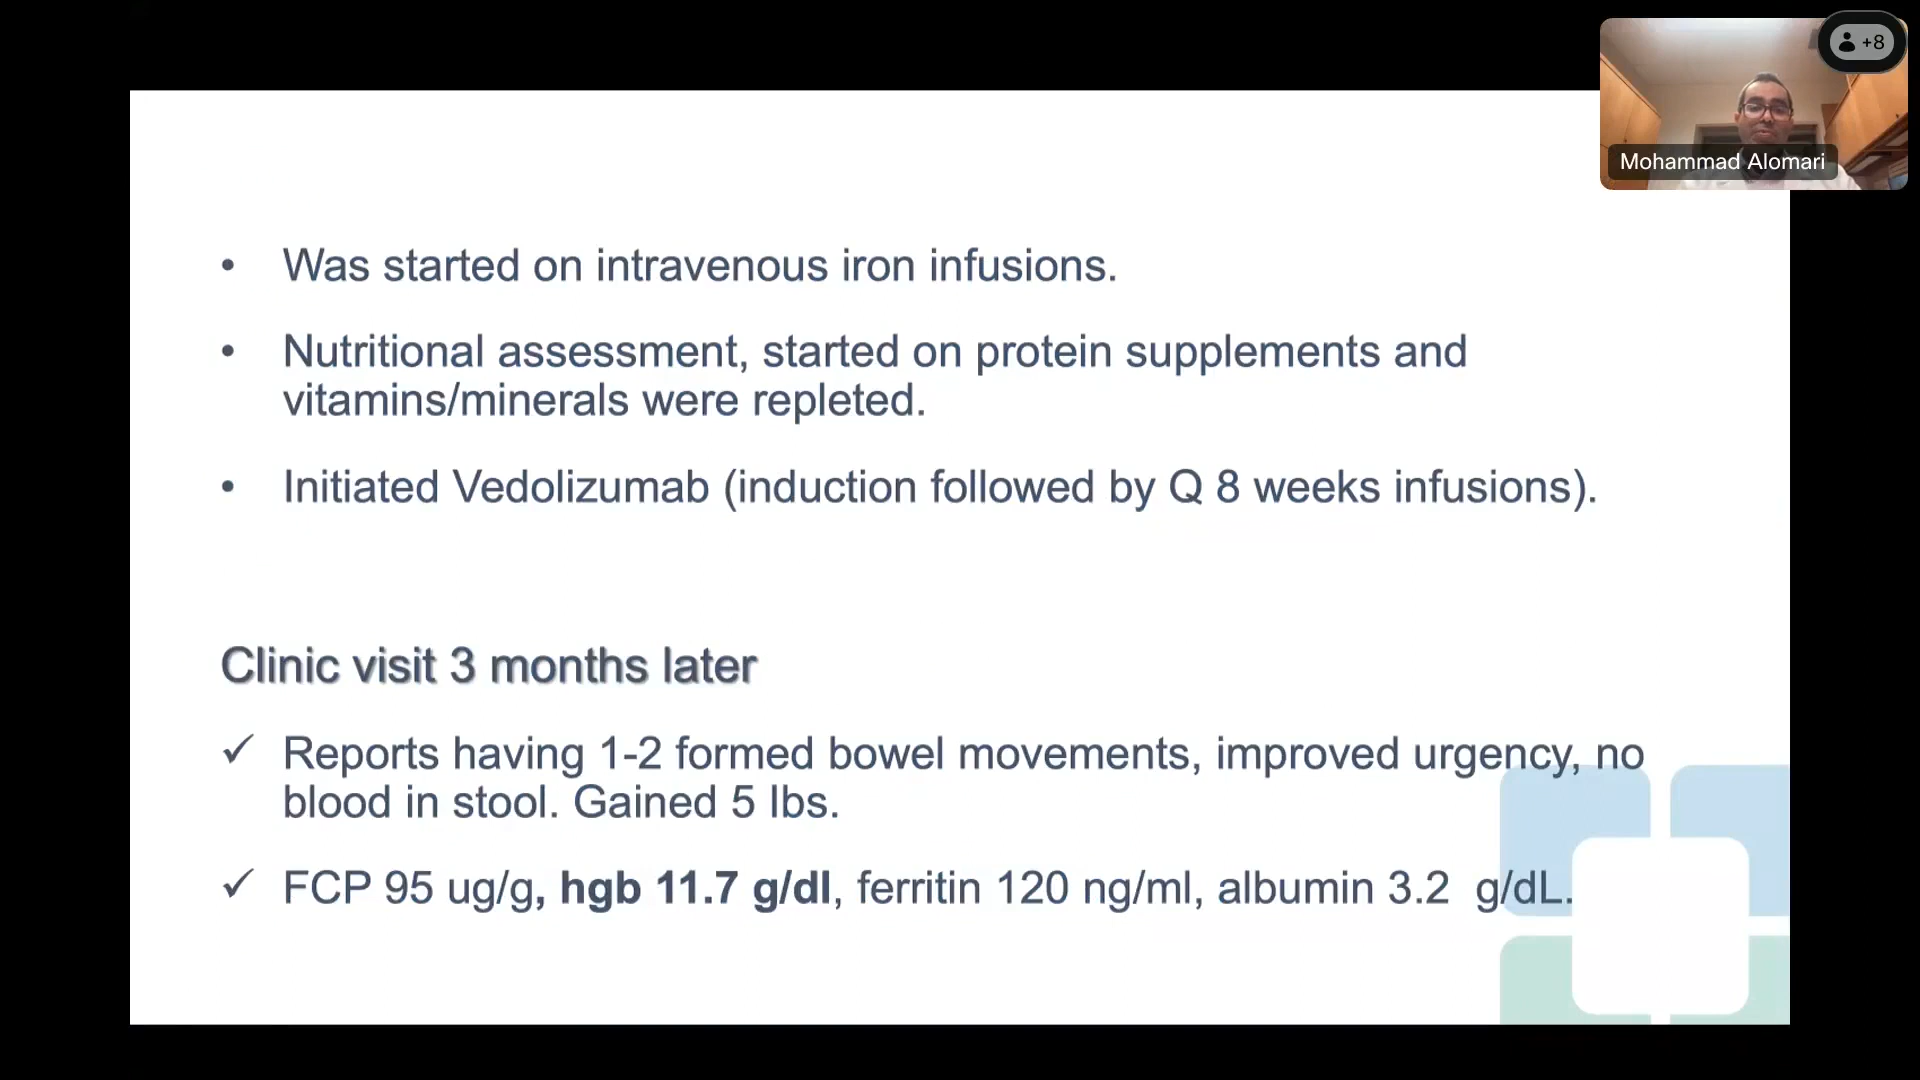 +8
Mohammad Alomari
• Was started on intravenous iron infusions.
• Nutritional assessment, started on protein supplements and
vitamins/minerals were repleted.
• Initiated Vedolizumab (induction followed by Q 8 weeks infusions).
Clinic visit 3 months later
✓ Reports having 1-2 formed bowel movements, improved urgency, no
blood in stool. Gained 5 lbs.
✓ FCP 95 ug/g, hgb 11.7 g/dl, ferritin 120 ng/ml, albumin 3.2 g/dL.